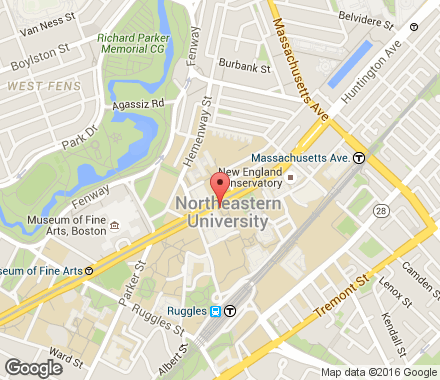 Van Ness St
Boylston St
Richard Parker
Memorial CG
Fenway
Burbank St
Massachusetts Ave
Belvidere St
Huntington Ave
WEST FENS
Agassiz Rd
Park Dr
Hemenway St
Massachusetts Ave.
T
New England
Conservatory
Fenway
Museum of Fine
Arts, Boston
Northeastern
University
28
useum of Fine Arts
Parker St
Ruggles
T
Ruggles St
Tremont St
Camden St
Lenox St
Kendall St
Ward St
Albert St
Google
Map data ©2016 Google